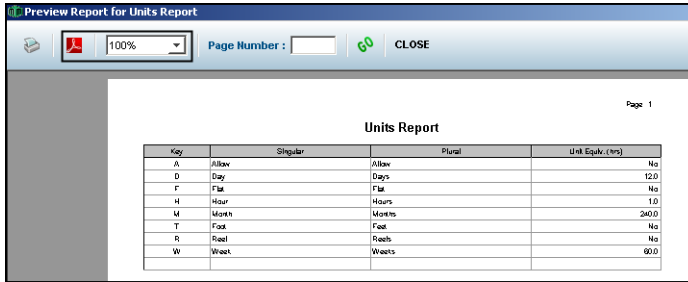 Preview Report for Units Report
100% Page Number : GO CLOSE
Page 1
Units Report
Key Singular Plural Unit Equiv. (hrs)
A Allow Allow No
D Day Days 12.0
F Flat Flat No
H Hour Hours 1.0
M Month Months 240.0
T Foot Feet No
R Reel Reels No
W Week Weeks 60.0